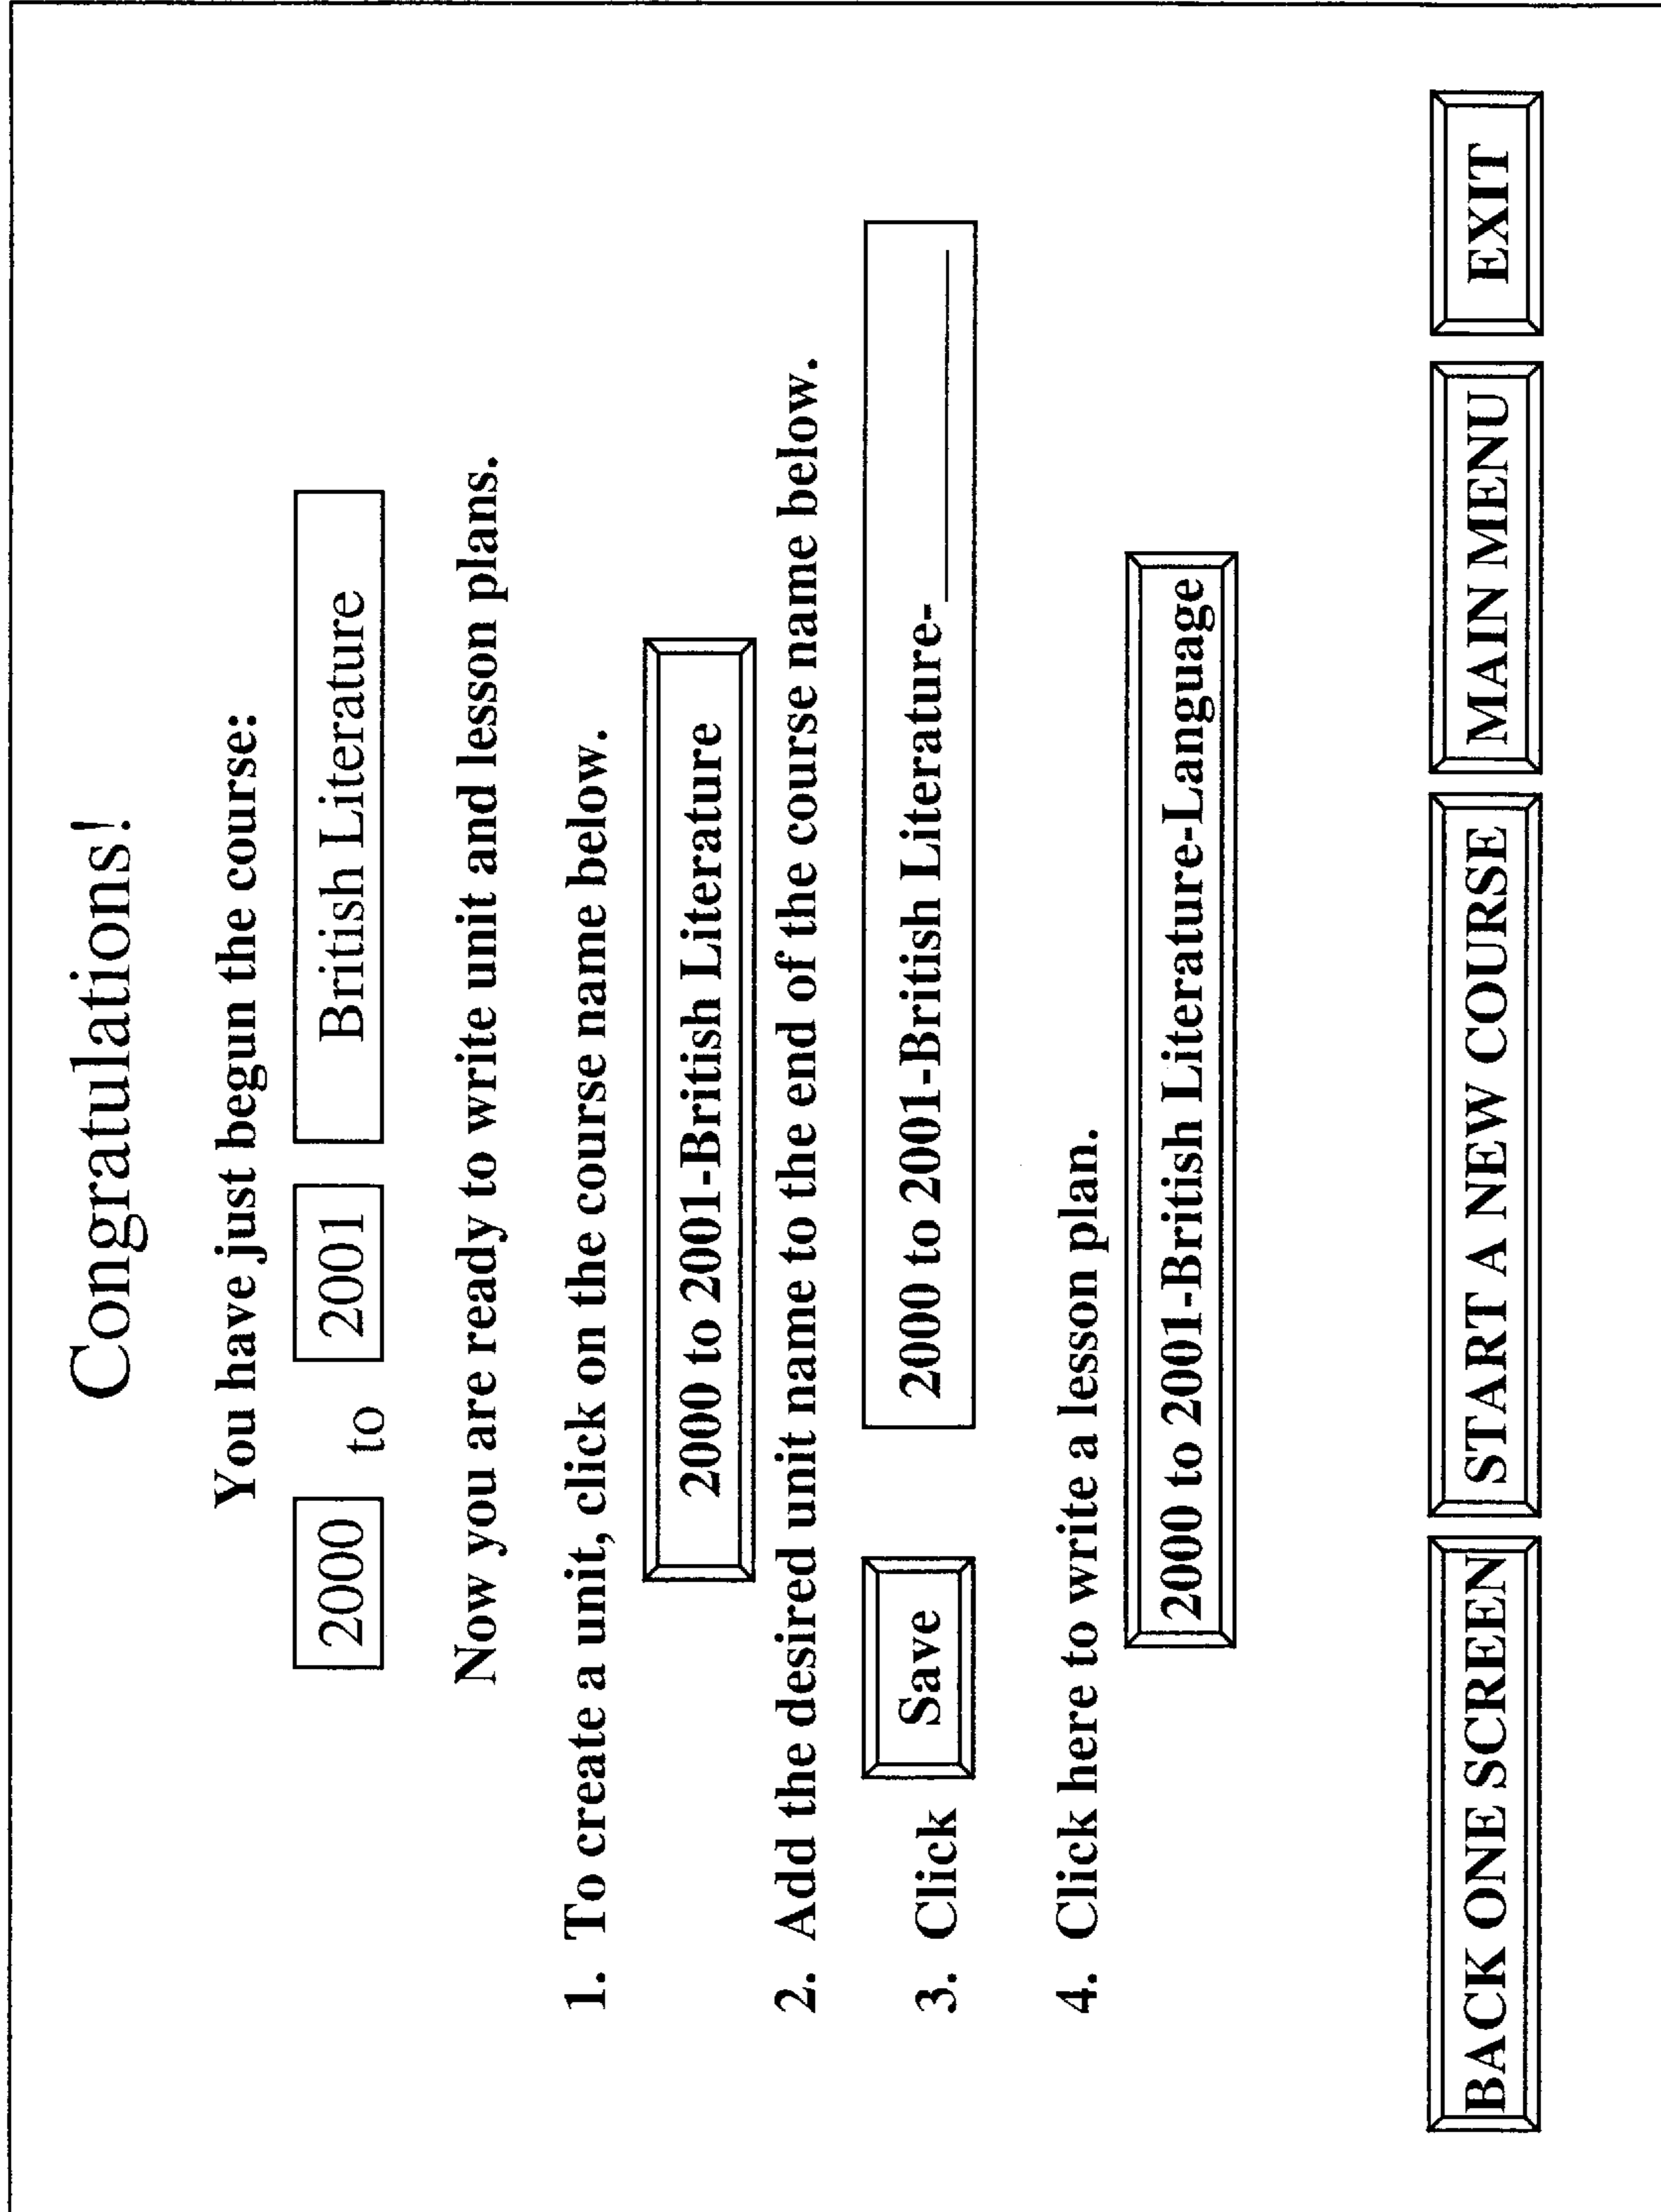 Congratulations!
You have just begun the course:
2000 to 2001 British Literature
Now you are ready to write unit and lesson plans.
1. To create a unit, click on the course name below.
2000 to 2001-British Literature
2. Add the desired unit name to the end of the course name below.
3. Click Save 2000 to 2001-British Literature-__________
4. Click here to write a lesson plan.
2000 to 2001-British Literature-Language
BACK ONE SCREEN START A NEW COURSE MAIN MENU EXIT